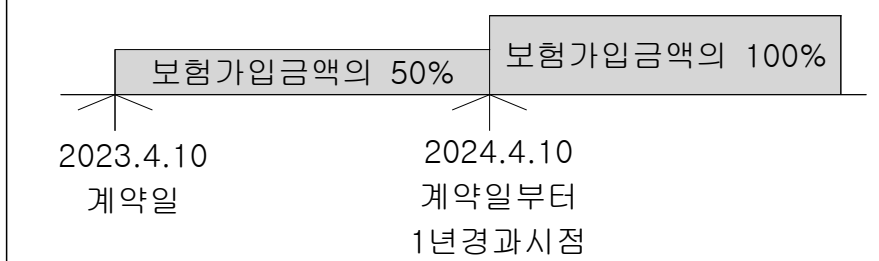 보험가입금액의 50%
보험가입금액의 100%
2023.4.10
계약일
2024.4.10
계약일부터
1년경과시점